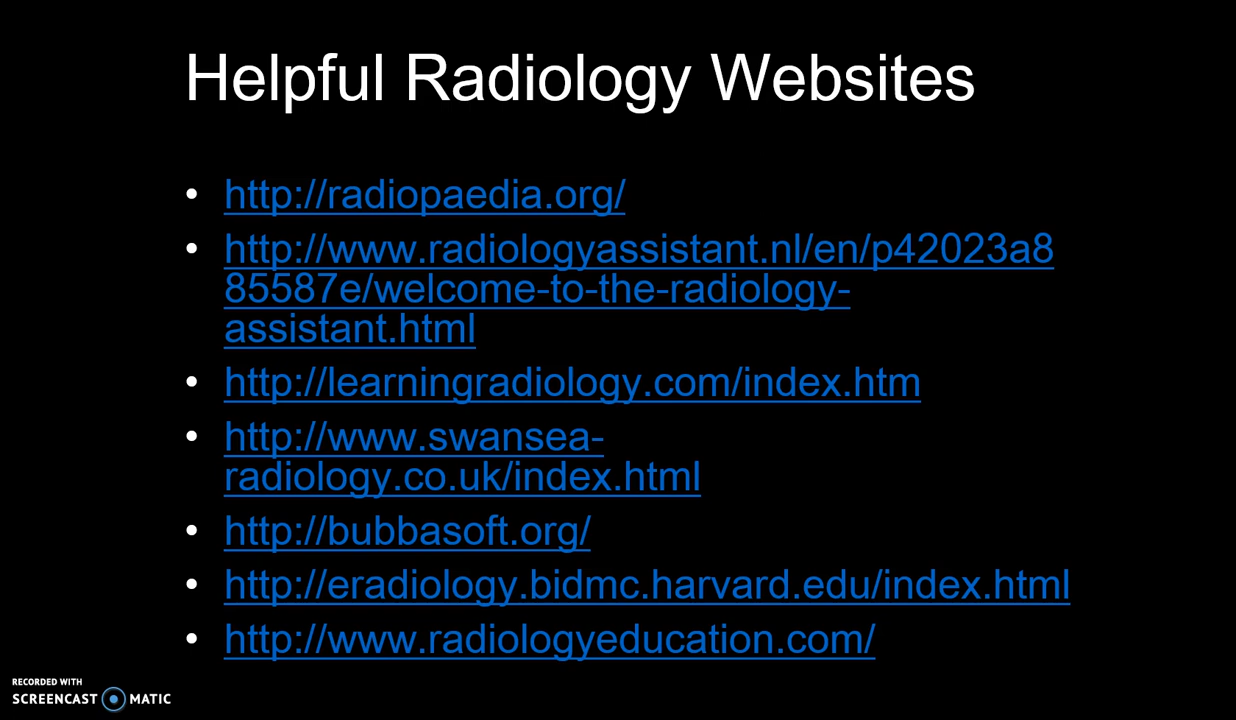 Helpful Radiology Websites
• http://radiopaedia.org/
• http://www.radiologyassistant.nl/en/p42023a8
85587e/welcome-to-the-radiology-
assistant.html
• http://learningradiology.com/index.htm
• http://www.swansea-
radiology.co.uk/index.html
• http://bubbasoft.org/
• http://eradiology.bidmc.harvard.edu/index.html
• http://www.radiologyeducation.com/
RECORDED WITH
SCREENCAST MATIC